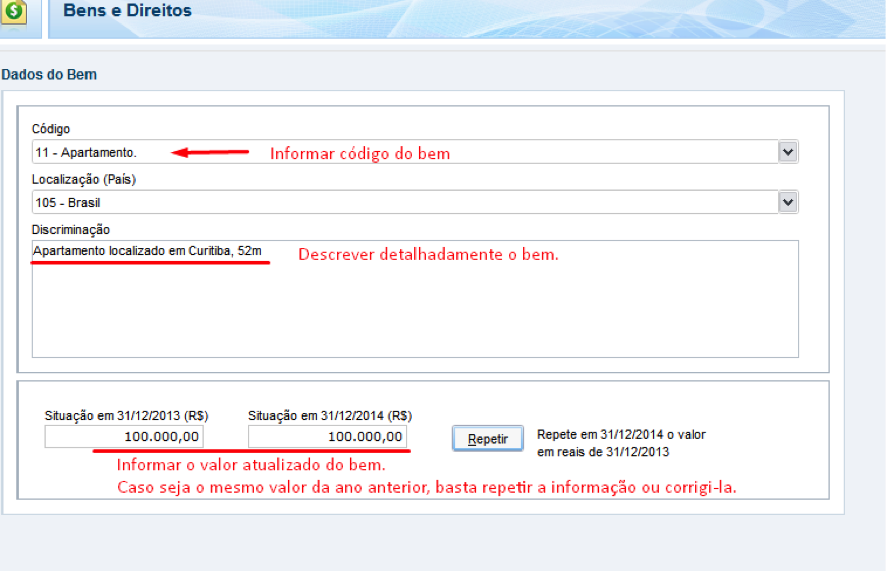 Bens e Direitos
Dados do Bem
Código
11 - Apartamento.
Informar código do bem
Localização (País)
105 - Brasil
Discriminação
Apartamento localizado em Curitiba, 52m
Descrever detalhadamente o bem.
Situação em 31/12/2013 (R$)
Situação em 31/12/2014 (R$)
100.000,00
100.000,00
Repetir
Repete em 31/12/2014 o valor
em reais de 31/12/2013
Informar o valor atualizado do bem.
Caso seja o mesmo valor da ano anterior, basta repetir a informação ou corrigi-la.